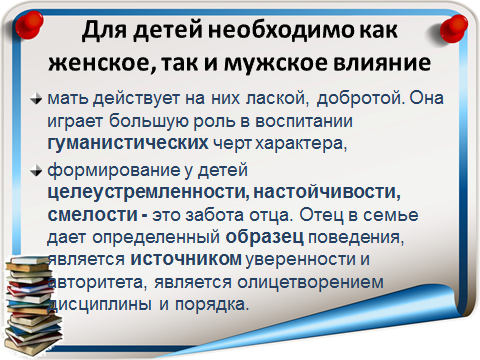 Для детей необходимо как
женское, так и мужское влияние
мать действует на них лаской, добротой. Она
играет большую роль в воспитании
гуманистических черт характера,
формирование у детей
целеустремленности, настойчивости,
смелости - это забота отца. Отец в семье
дает определенный образец поведения,
является источником уверенности и
авторитета, является олицетворением
дисциплины и порядка.